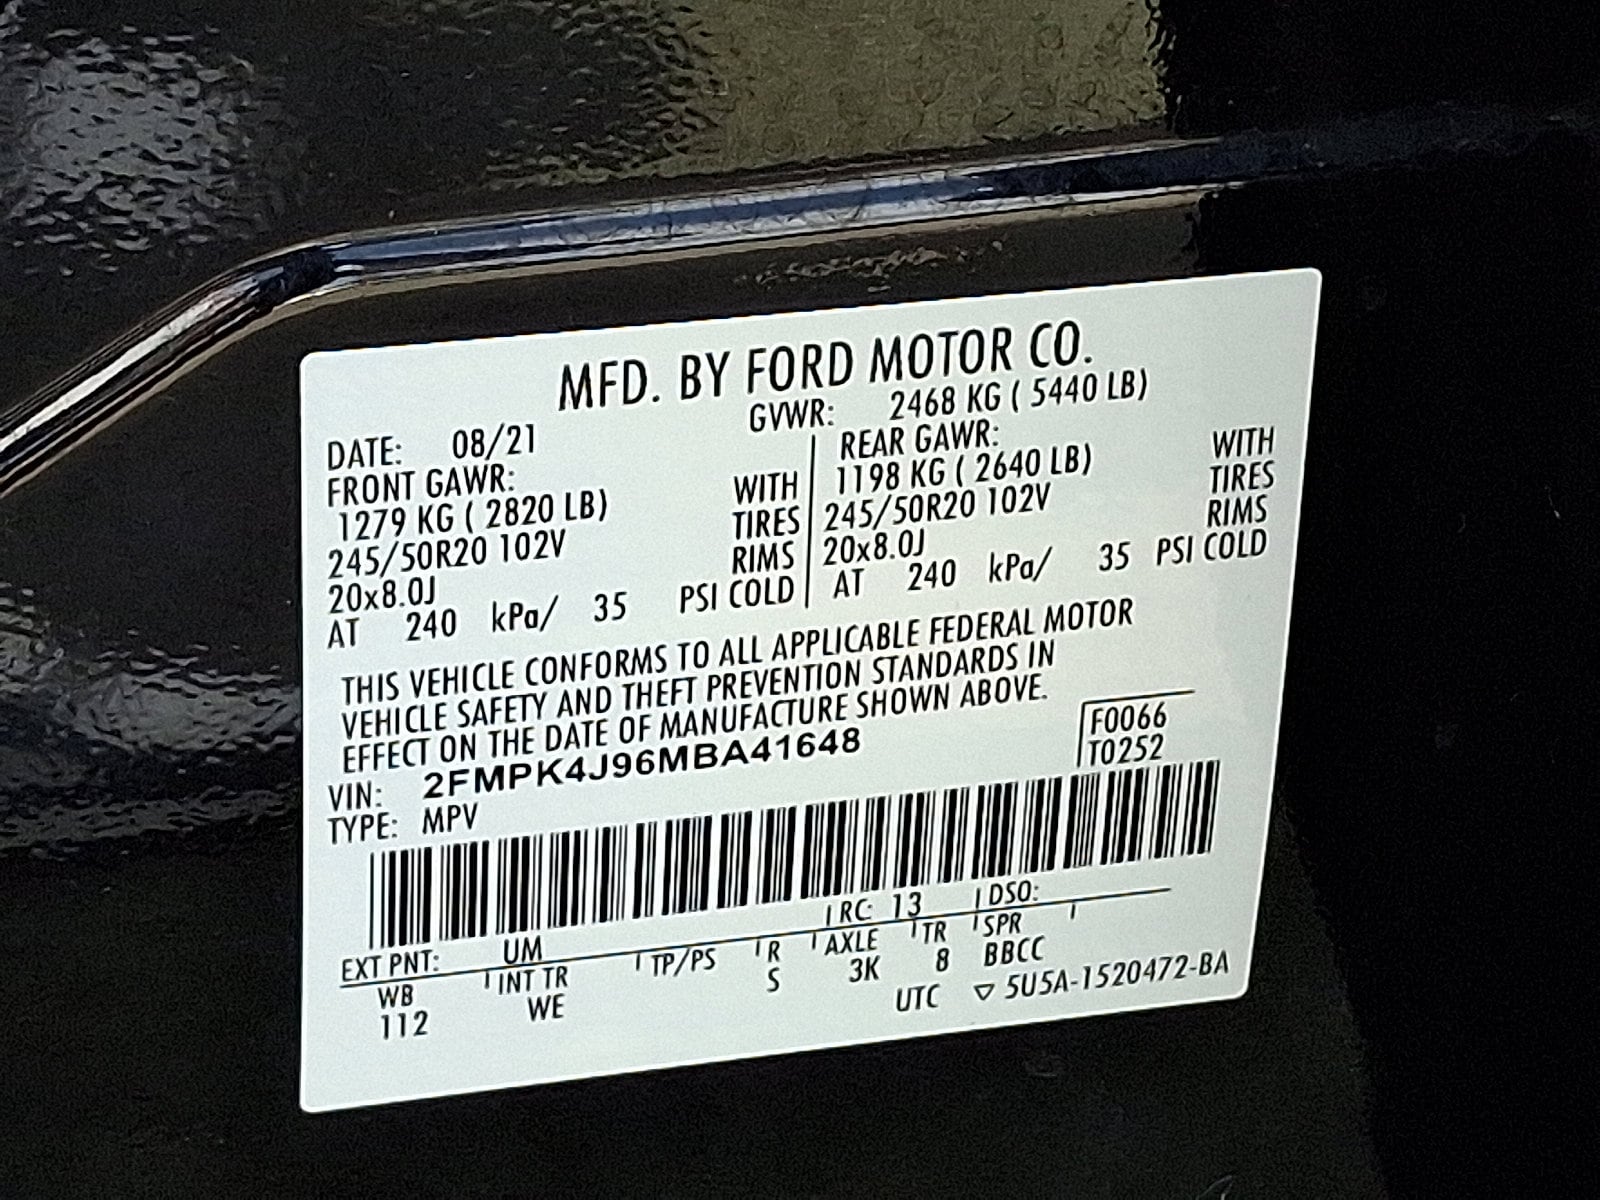 MFD. BY FORD MOTOR CO.
DATE: 08/21 GVWR: 2468 KG ( 5440 LB)
FRONT GAWR: REAR GAWR:
1279 KG ( 2820 LB) WITH 1198 KG ( 2640 LB) WITH
245/50R20 102V TIRES 245/50R20 102V TIRES
20x8.0J RIMS 20x8.0J RIMS
AT 240 kPa/ 35 PSI COLD AT 240 kPa/ 35 PSI COLD
THIS VEHICLE CONFORMS TO ALL APPLICABLE FEDERAL MOTOR
VEHICLE SAFETY AND THEFT PREVENTION STANDARDS IN
EFFECT ON THE DATE OF MANUFACTURE SHOWN ABOVE.
VIN: 2FMPK4J96MBA41648 F0066
TYPE: MPV T0252
EXT PNT: UM RC: 13 DSO:
WB INT TR TP/PS R AXLE TR SPR
112 WE S 3K 8 BBCC
UTC ▽ 5U5A-1520472-BA